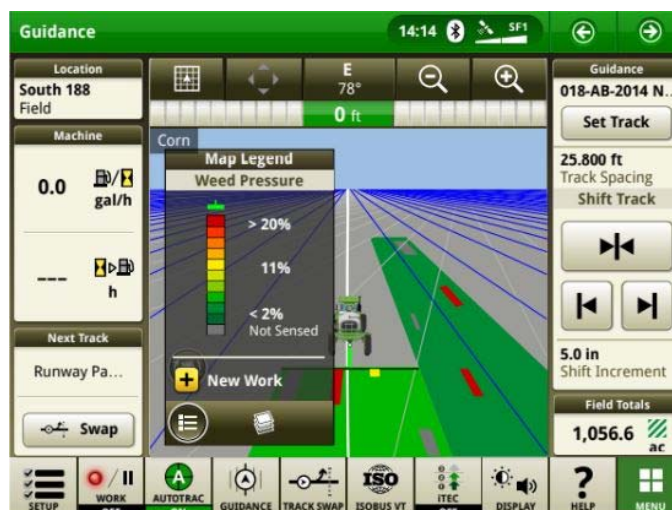 Guidance
14:14
SF1
Location
South 188
Field
Machine
0.0
gal/h
---
h
Next Track
Runway Pa...
Swap
E
78°
0 ft
Corn
Map Legend
Weed Pressure
> 20%
11%
< 2%
Not Sensed
New Work
Guidance
018-AB-2014 N..
Set Track
25.800 ft
Track Spacing
Shift Track
5.0 in
Shift Increment
Field Totals
1,056.6
ac
SETUP
WORK
OFF
A
AUTOTRAC
ON
GUIDANCE
TRACK SWAP
ISO
ISOBUS VT
iTEC
OFF
DISPLAY
?
HELP
MENU